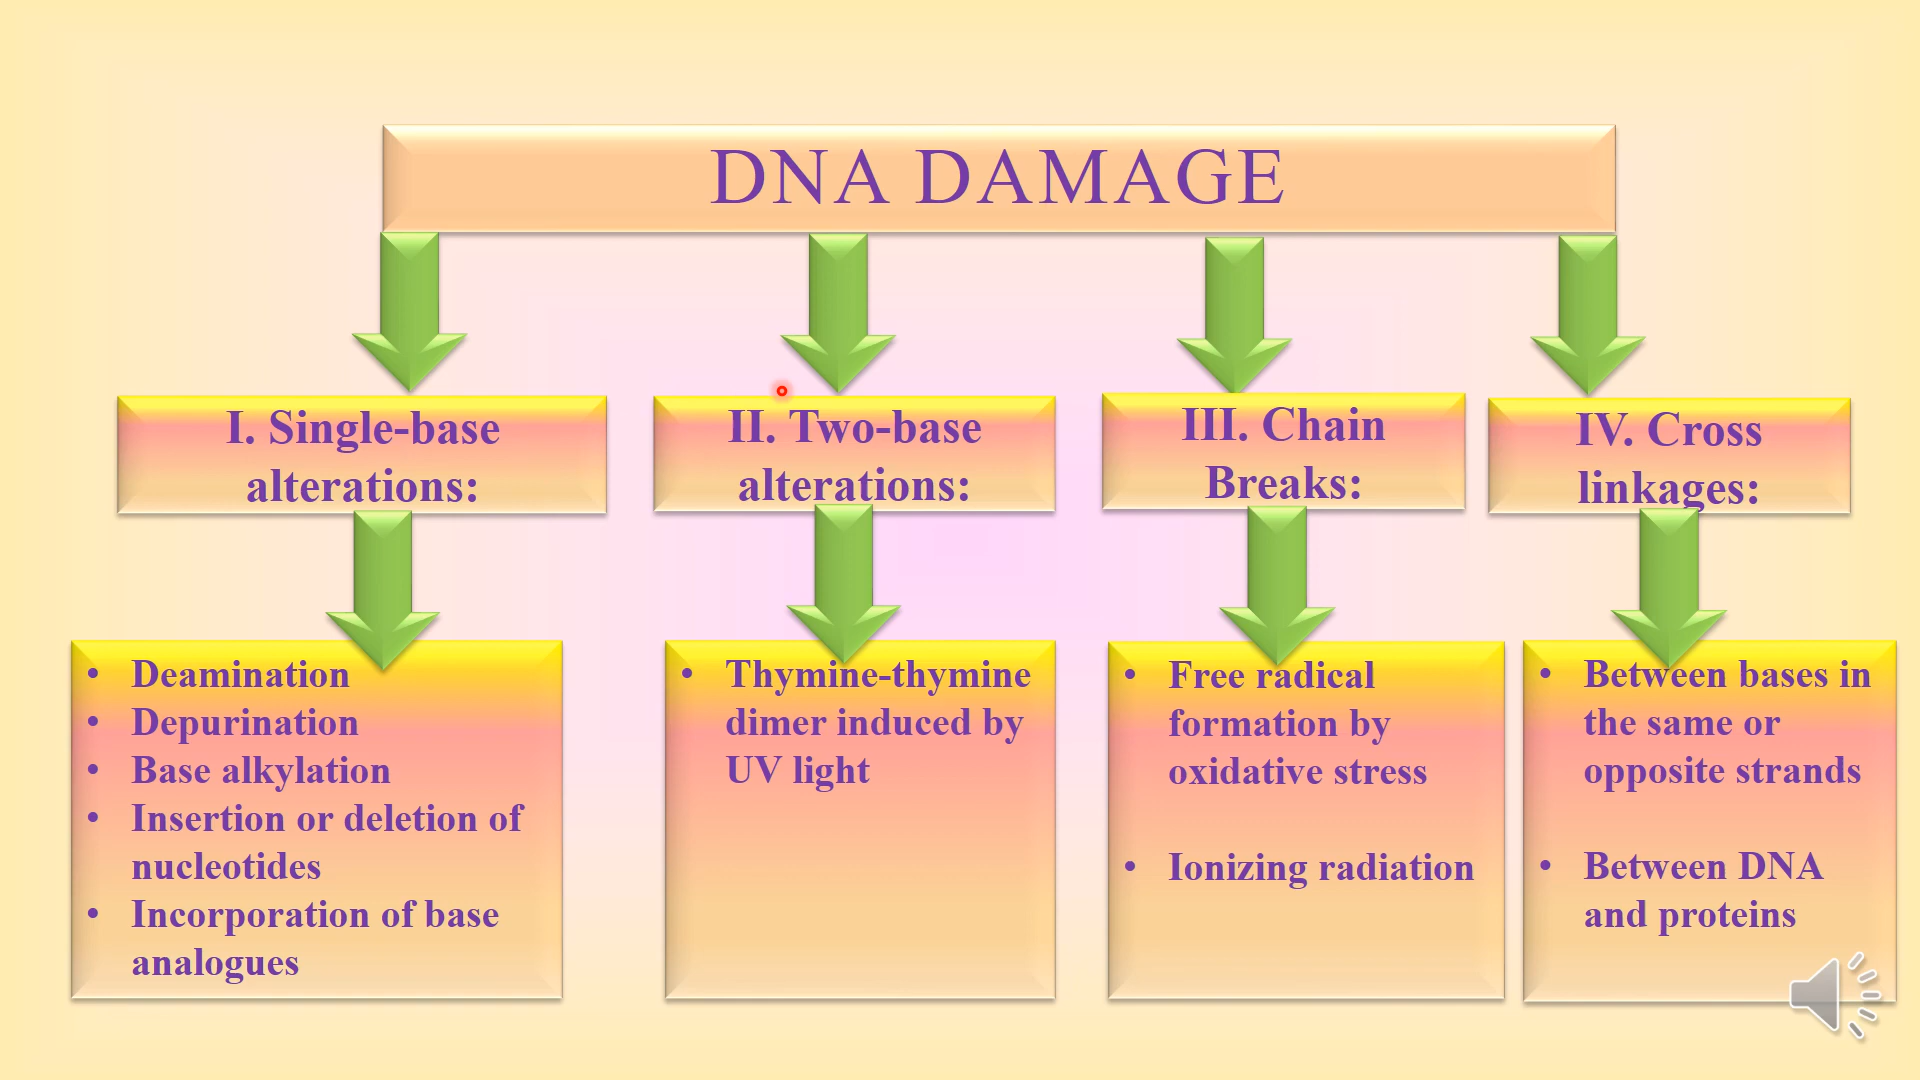 DNA DAMAGE
I. Single-base
alterations:
II. Two-base
alterations:
III. Chain
Breaks:
IV. Cross
linkages:
• Deamination
• Depurination
• Base alkylation
• Insertion or deletion of
nucleotides
• Incorporation of base
analogues
• Thymine-thymine
dimer induced by
UV light
• Free radical
formation by
oxidative stress
• Ionizing radiation
• Between bases in
the same or
opposite strands
• Between DNA
and proteins